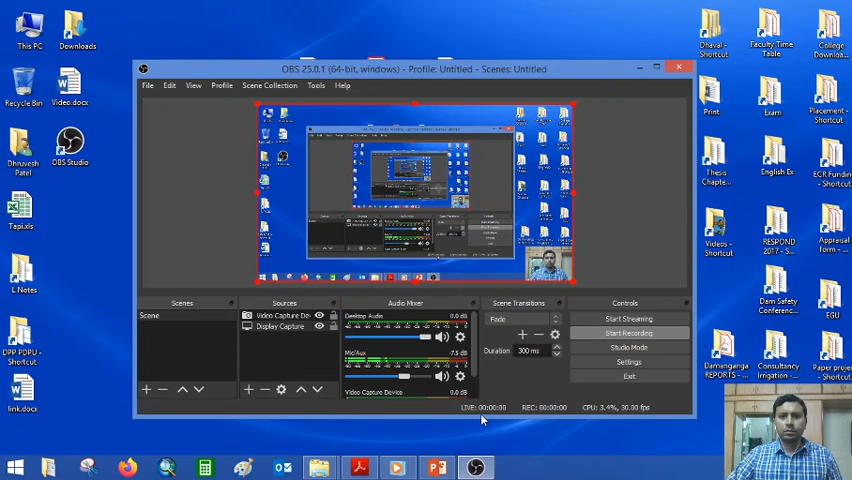 This PC
Downloads
Recycle Bin
Video.docx
Dhruvesh
Patel
OBS Studio
Tapi.xls
L Notes
DPP PDPU -
Shortcut
link.docx
OBS 25.0.1 (64-bit, windows) - Profile: Untitled - Scenes: Untitled
File Edit View Profile Scene Collection Tools Help
Scenes
Scene
Sources
Video Capture De
Display Capture
Audio Mixer
Desktop Audio 0.0 dB
Mic/Aux -7.5 dB
Video Capture Device 0.0 dB
Scene Transitions
Fade
Duration 300 ms
Controls
Start Streaming
Start Recording
Studio Mode
Settings
Exit
LIVE: 00:00:00 REC: 00:00:00 CPU: 3.4%, 30.00 fps
Dhaval -
Shortcut
Faculty Time
Table
College
Downloa...
Print
Exam
Placement -
Shortcut
Thesis
Chapte...
English Ex
ECR Fundin
- Shortcut
Videos -
Shortcut
RESPOND
2017 - S...
Appraisal
form - ...
Dam Safety
Conferenc...
EGU
Damanganga
REPORTS - ...
Consultancy
Irrigation - ...
Paper projec